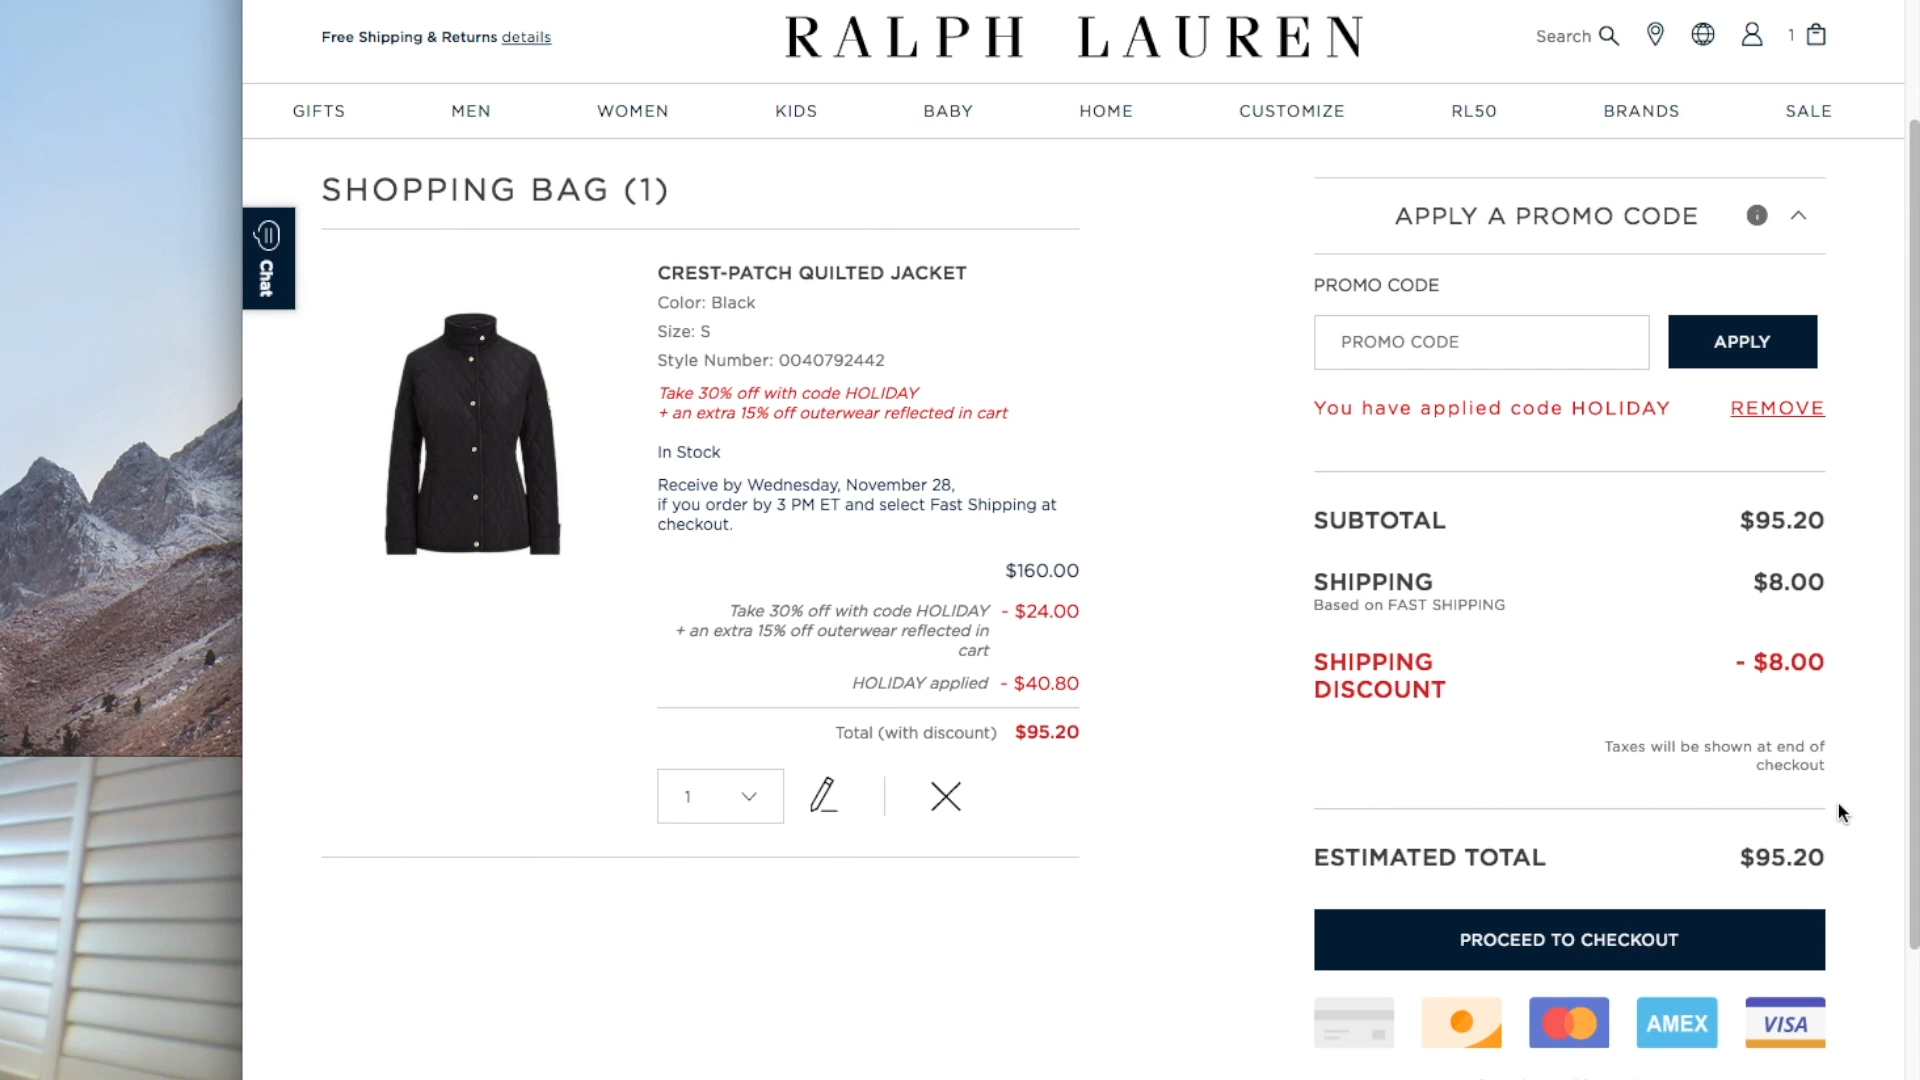 Free Shipping & Returns details
RALPH LAUREN
Search
1
GIFTS MEN WOMEN KIDS BABY HOME CUSTOMIZE RL50 BRANDS SALE
Chat
SHOPPING BAG (1)
CREST-PATCH QUILTED JACKET
Color: Black
Size: S
Style Number: 0040792442
Take 30% off with code HOLIDAY
+ an extra 15% off outerwear reflected in cart
In Stock
Receive by Wednesday, November 28,
if you order by 3 PM ET and select Fast Shipping at
checkout.
$160.00
Take 30% off with code HOLIDAY - $24.00
+ an extra 15% off outerwear reflected in
cart
HOLIDAY applied - $40.80
Total (with discount) $95.20
1
APPLY A PROMO CODE
PROMO CODE
PROMO CODE APPLY
You have applied code HOLIDAY REMOVE
SUBTOTAL $95.20
SHIPPING $8.00
Based on FAST SHIPPING
SHIPPING - $8.00
DISCOUNT
Taxes will be shown at end of
checkout
ESTIMATED TOTAL $95.20
PROCEED TO CHECKOUT
AMEX VISA